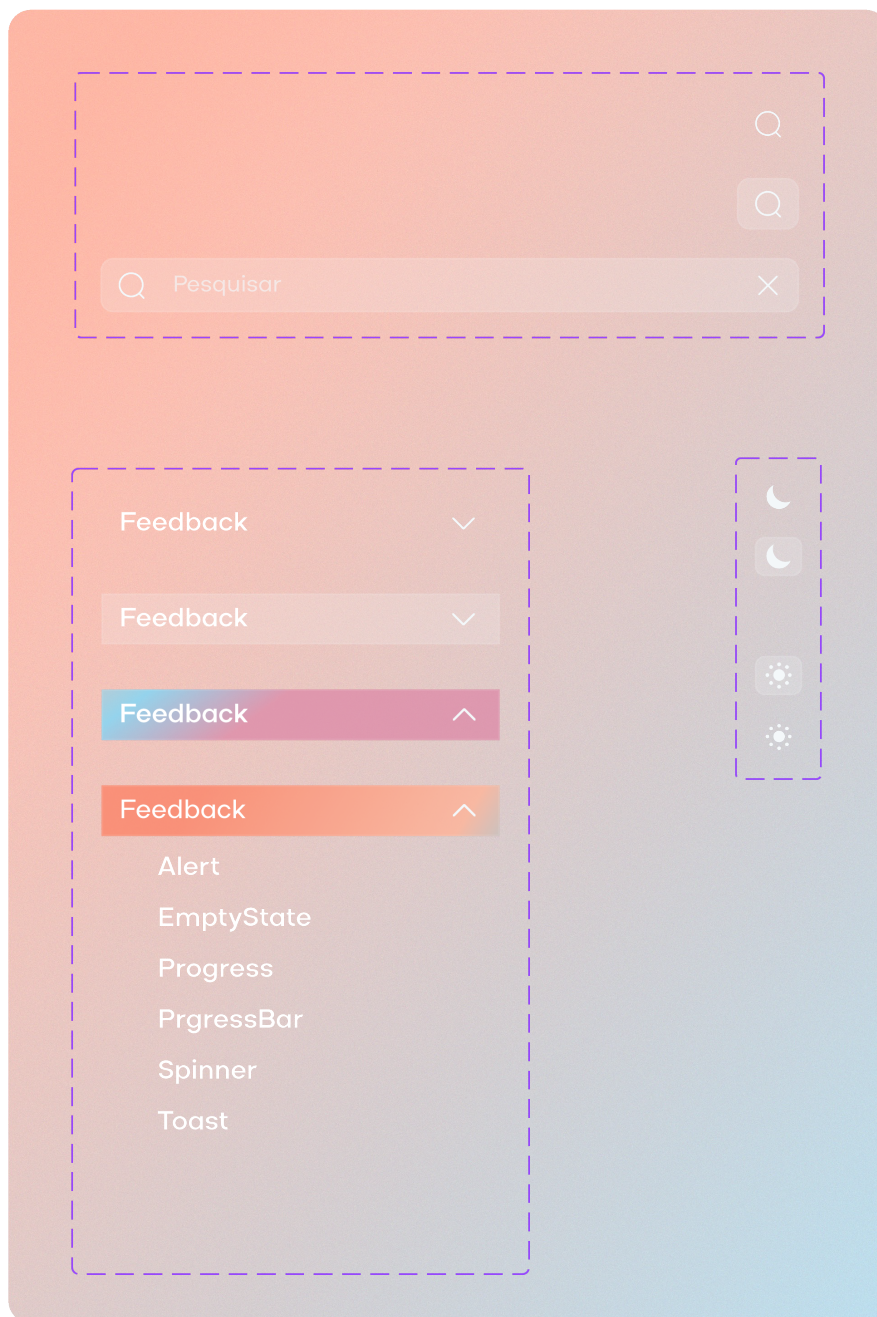 Pesquisar
Feedback
Feedback
Feedback
Feedback
Alert
EmptyState
Progress
PrgressBar
Spinner
Toast